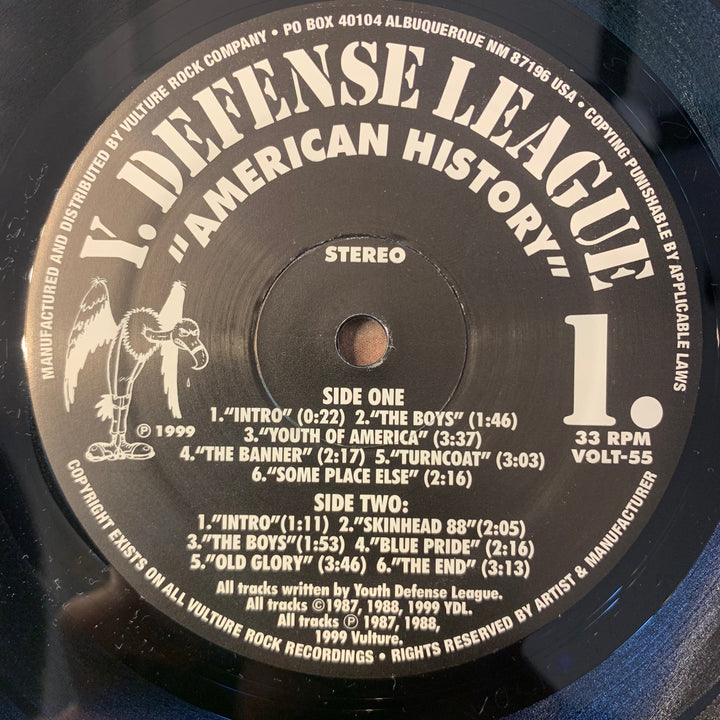 MANUFACTURED AND DISTRIBUTED BY VULTURE ROCK COMPANY • PO BOX 40104 ALBUQUERQUE NM 87196 USA • COPYING PUNISHABLE BY APPLICABLE LAWS
Y. DEFENSE LEAGUE
"AMERICAN HISTORY"
STEREO
1.
33 RPM
VOLT-55
Ⓟ 1999
SIDE ONE
1."INTRO" (0:22) 2."THE BOYS" (1:46)
3."YOUTH OF AMERICA" (3:37)
4."THE BANNER" (2:17) 5."TURNCOAT" (3:03)
6."SOME PLACE ELSE" (2:16)
SIDE TWO:
1."INTRO"(1:11) 2."SKINHEAD 88"(2:05)
3."THE BOYS"(1:53) 4."BLUE PRIDE" (2:16)
5."OLD GLORY" (3:46) 6."THE END" (3:13)
All tracks written by Youth Defense League.
All tracks ©1987, 1988, 1999 YDL.
All tracks Ⓟ 1987, 1988,
1999 Vulture.
COPYRIGHT EXISTS ON ALL VULTURE ROCK RECORDINGS • RIGHTS RESERVED BY ARTIST & MANUFACTURER